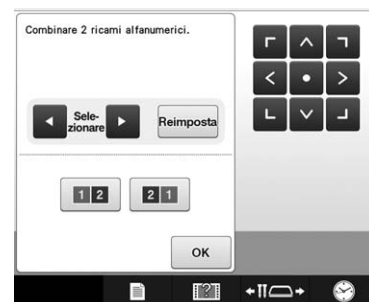 Combinare 2 ricami alfanumerici.
Sele-
zionare
Reimposta
1 2
2 1
OK